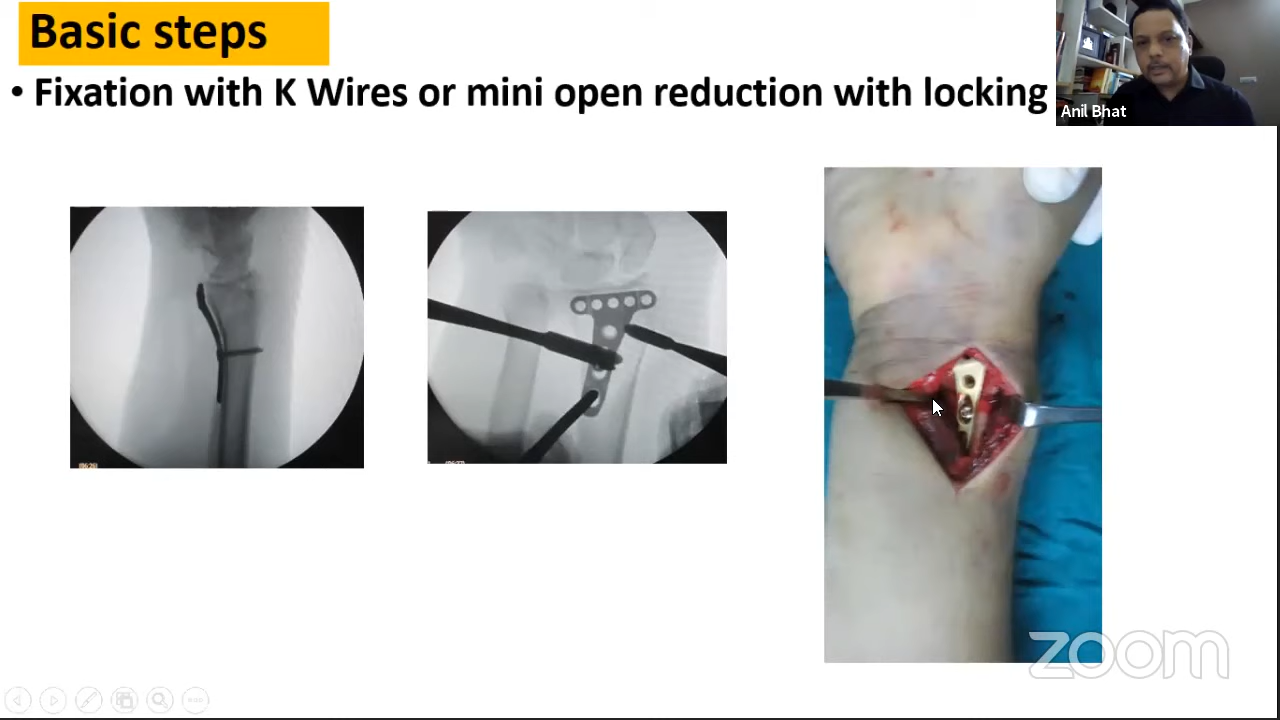 Basic steps
• Fixation with K Wires or mini open reduction with locking
Anil Bhat
zoom